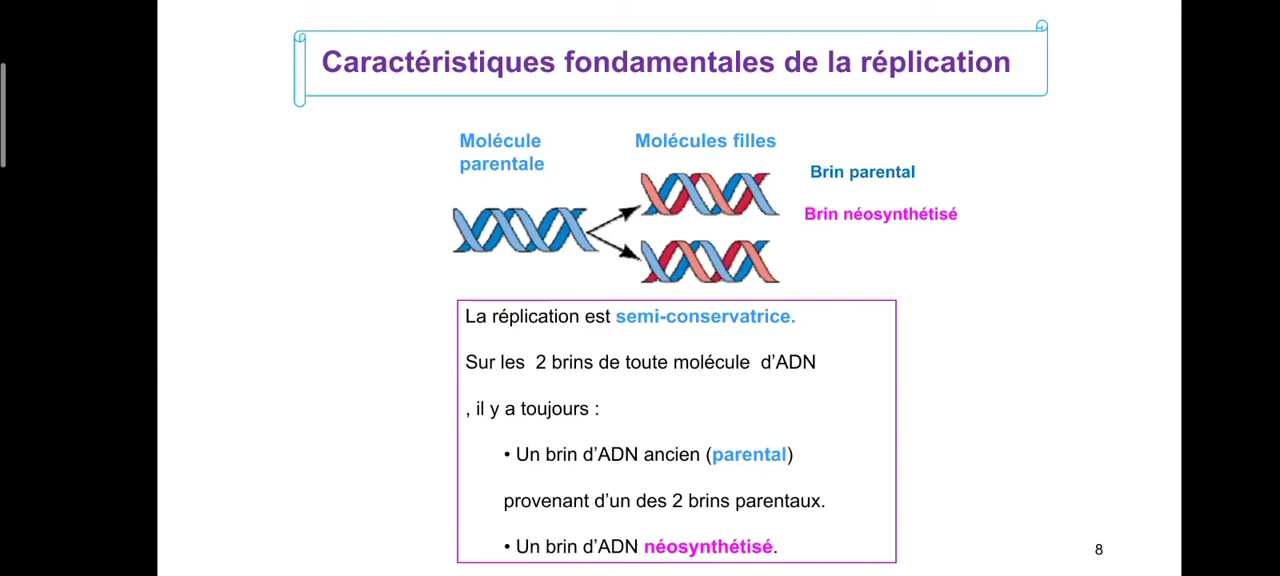 Caractéristiques fondamentales de la réplication
Molécule
parentale
Molécules filles
Brin parental
Brin néosynthétisé
La réplication est semi-conservatrice.
Sur les 2 brins de toute molécule d'ADN
, il y a toujours :
• Un brin d'ADN ancien (parental)
provenant d'un des 2 brins parentaux.
• Un brin d'ADN néosynthétisé.
8